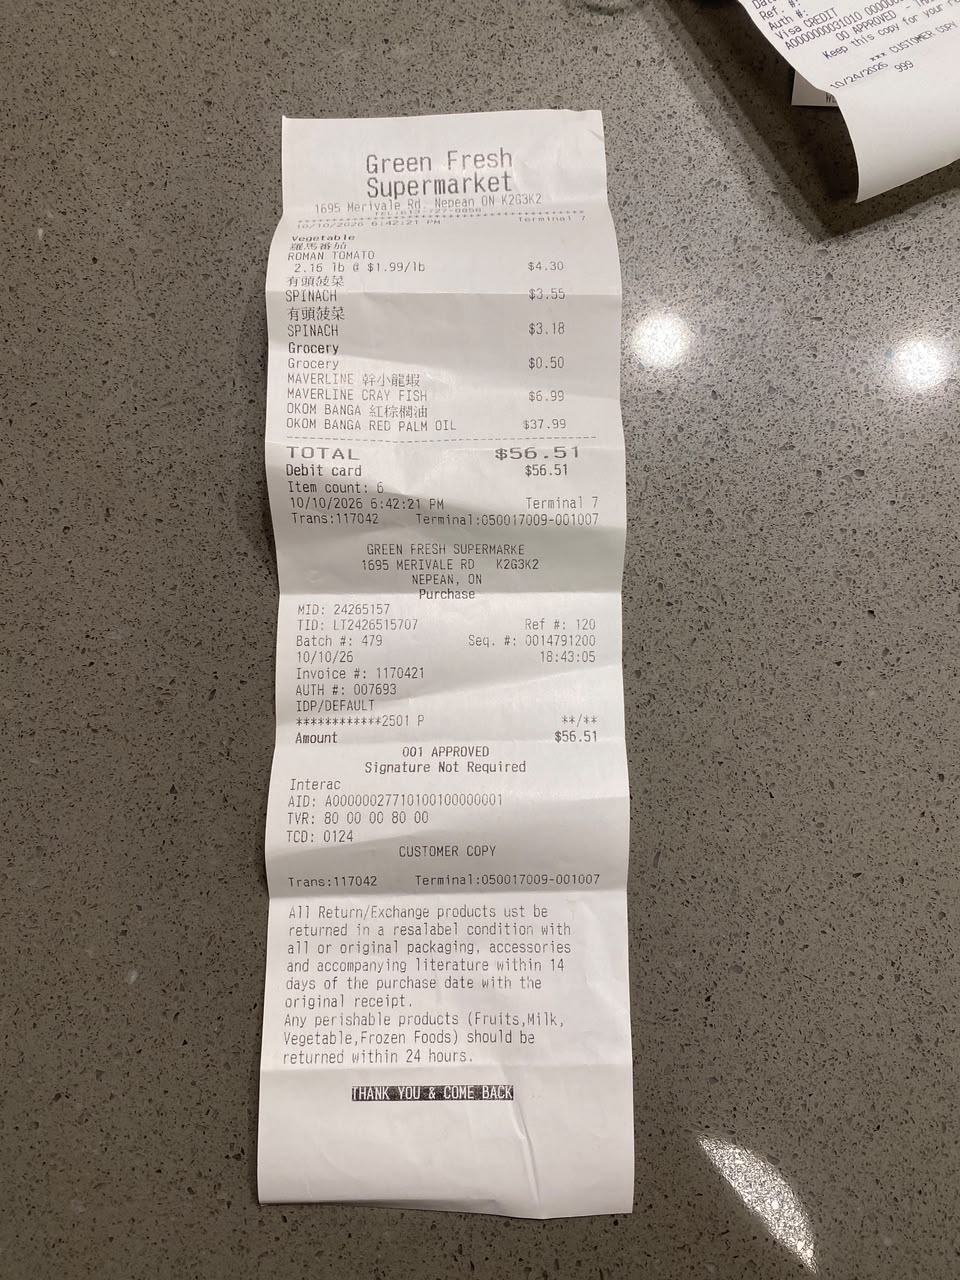 Green Fresh
Supermarket
1695 Merivale Rd, Nepean ON K2G3K2
TEL:613-727-8056
****************************************
10/10/2026 6:42:21 PM Terminal 7
Vegetable
羅馬番茄
ROMAN TOMATO
2.16 lb @ $1.99/lb $4.30
有頭菠菜
SPINACH $3.55
有頭菠菜
SPINACH $3.18
Grocery
Grocery $0.50
MAVERLINE 幹小龍蝦
MAVERLINE CRAY FISH $6.99
OKOM BANGA 紅棕櫚油
OKOM BANGA RED PALM OIL $37.99
TOTAL $56.51
Debit card $56.51
Item count: 6
10/10/2026 6:42:21 PM Terminal 7
Trans:117042 Terminal:050017009-001007
GREEN FRESH SUPERMARKE
1695 MERIVALE RD K2G3K2
NEPEAN, ON
Purchase
MID: 24265157
TID: LT2426515707 Ref #: 120
Batch #: 479 Seq. #: 0014791200
10/10/26 18:43:05
Invoice #: 1170421
AUTH #: 007693
IDP/DEFAULT
************2501 P **/**
Amount $56.51
001 APPROVED
Signature Not Required
Interac
AID: A00000027710100100000001
TVR: 80 00 00 80 00
TCD: 0124
CUSTOMER COPY
Trans:117042 Terminal:050017009-001007
All Return/Exchange products ust be
returned in a resalabel condition with
all or original packaging, accessories
and accompanying literature within 14
days of the purchase date with the
original receipt.
Any perishable products (Fruits,Milk,
Vegetable,Frozen Foods) should be
returned within 24 hours.
THANK YOU & COME BACK
Ref. #:
Auth #:
Visa CREDIT
A0000000031010
00 APPROVED -
Keep this copy for your
*** CUSTOMER COPY
10/24/2026 999